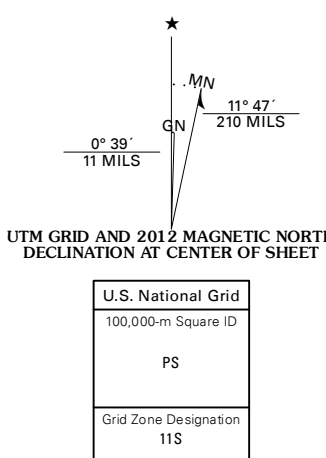 MN
GN
11° 47´
210 MILS
0° 39´
11 MILS
UTM GRID AND 2012 MAGNETIC NORTH
DECLINATION AT CENTER OF SHEET
U.S. National Grid
100,000-m Square ID
PS
Grid Zone Designation
11S